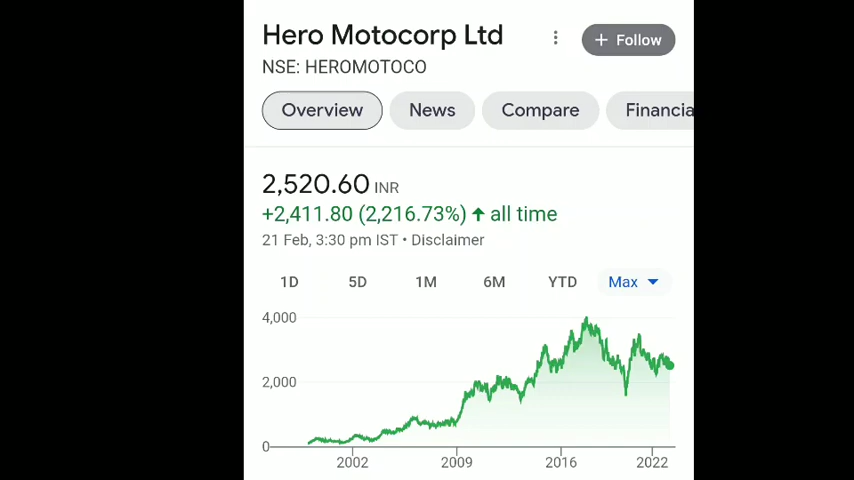 Hero Motocorp Ltd
+ Follow
NSE: HEROMOTOCO
Overview
News
Compare
Financia
2,520.60 INR
+2,411.80 (2,216.73%) ↑ all time
21 Feb, 3:30 pm IST • Disclaimer
1D 5D 1M 6M YTD Max
4,000
2,000
0
2002 2009 2016 2022